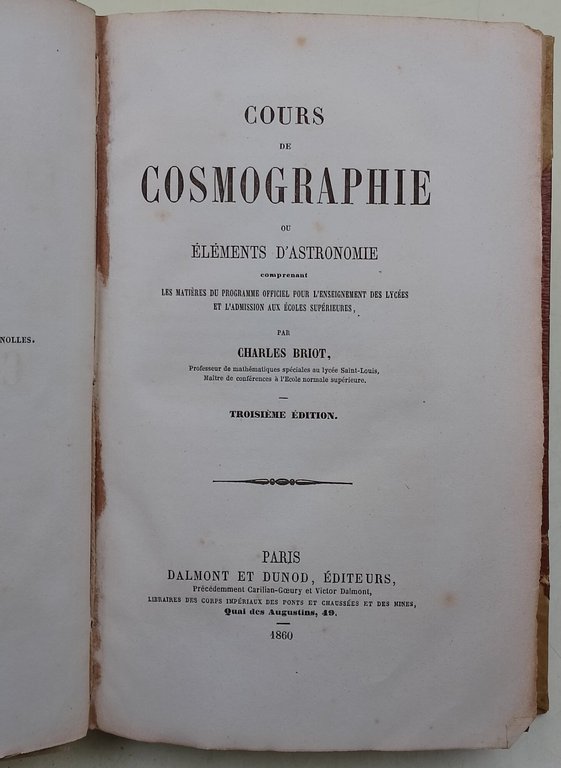 NOLLES.
COURS
DE
COSMOGRAPHIE
OU
ÉLÉMENTS D'ASTRONOMIE
comprenant
LES MATIÈRES DU PROGRAMME OFFICIEL POUR L'ENSEIGNEMENT DES LYCÉES
ET L'ADMISSION AUX ÉCOLES SUPÉRIEURES,
PAR
CHARLES BRIOT,
Professeur de mathématiques spéciales au lycée Saint-Louis,
Maître de conférences à l'École normale supérieure.
TROISIÈME ÉDITION.
PARIS
DALMONT ET DUNOD, ÉDITEURS,
Précédemment Carilian-Gœury et Victor Dalmont,
LIBRAIRES DES CORPS IMPÉRIAUX DES PONTS ET CHAUSSÉES ET DES MINES,
Quai des Augustins, 49.
1860